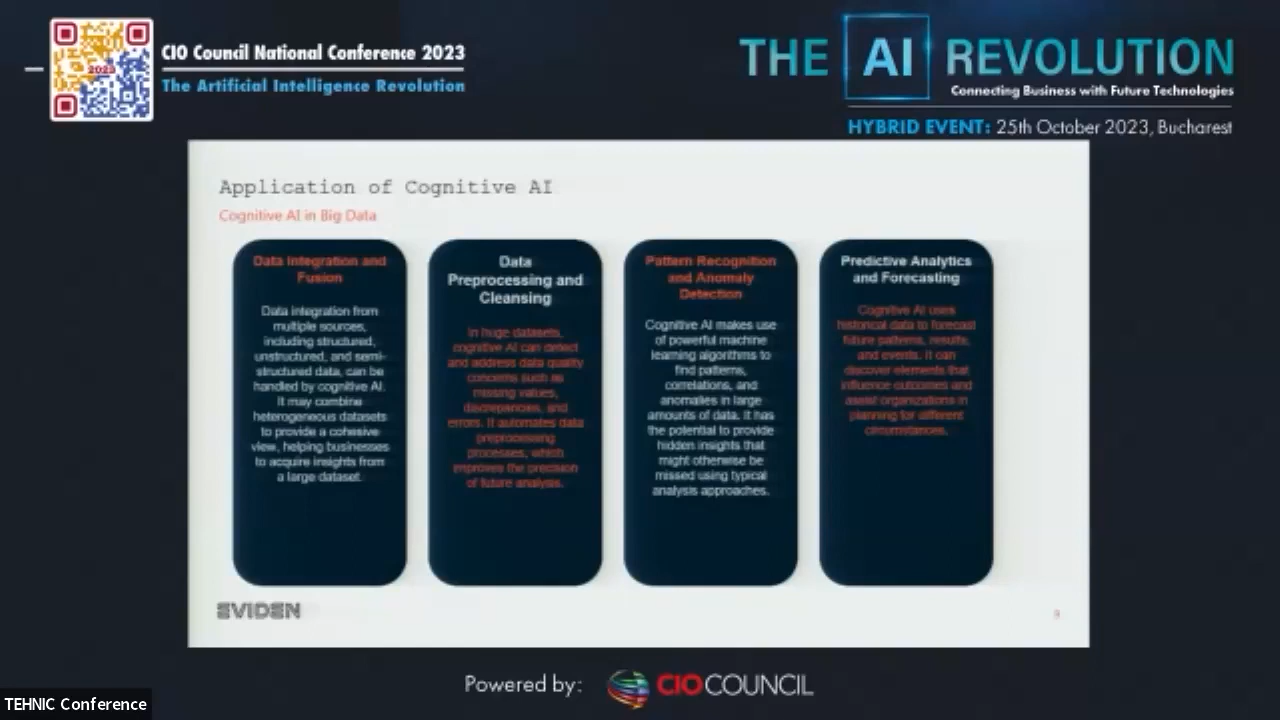 2023
CIO Council National Conference 2023
The Artificial Intelligence Revolution
THE AI REVOLUTION
Connecting Business with Future Technologies
HYBRID EVENT: 25th October 2023, Bucharest
Application of Cognitive AI
Cognitive AI in Big Data
Data Integration and
Fusion
Data integration from
multiple sources,
including structured,
unstructured, and semi-
structured data, can be
handled by cognitive AI.
It may combine
heterogeneous datasets
to provide a cohesive
view, helping businesses
to acquire insights from
a large dataset.
Data
Preprocessing and
Cleansing
In huge datasets,
cognitive AI can detect
and address data quality
concerns such as
missing values,
discrepancies, and
errors. It automates data
preprocessing
processes, which
improves the precision
of future analysis.
Pattern Recognition
and Anomaly
Detection
Cognitive AI makes use
of powerful machine
learning algorithms to
find patterns,
correlations, and
anomalies in large
amounts of data. It has
the potential to provide
hidden insights that
might otherwise be
missed using typical
analysis approaches.
Predictive Analytics
and Forecasting
Cognitive AI uses
historical data to forecast
future patterns, results,
and events. It can
discover elements that
influence outcomes and
assist organizations in
planning for different
circumstances.
EVIDEN
Powered by:
CIOCOUNCIL
TEHNIC Conference